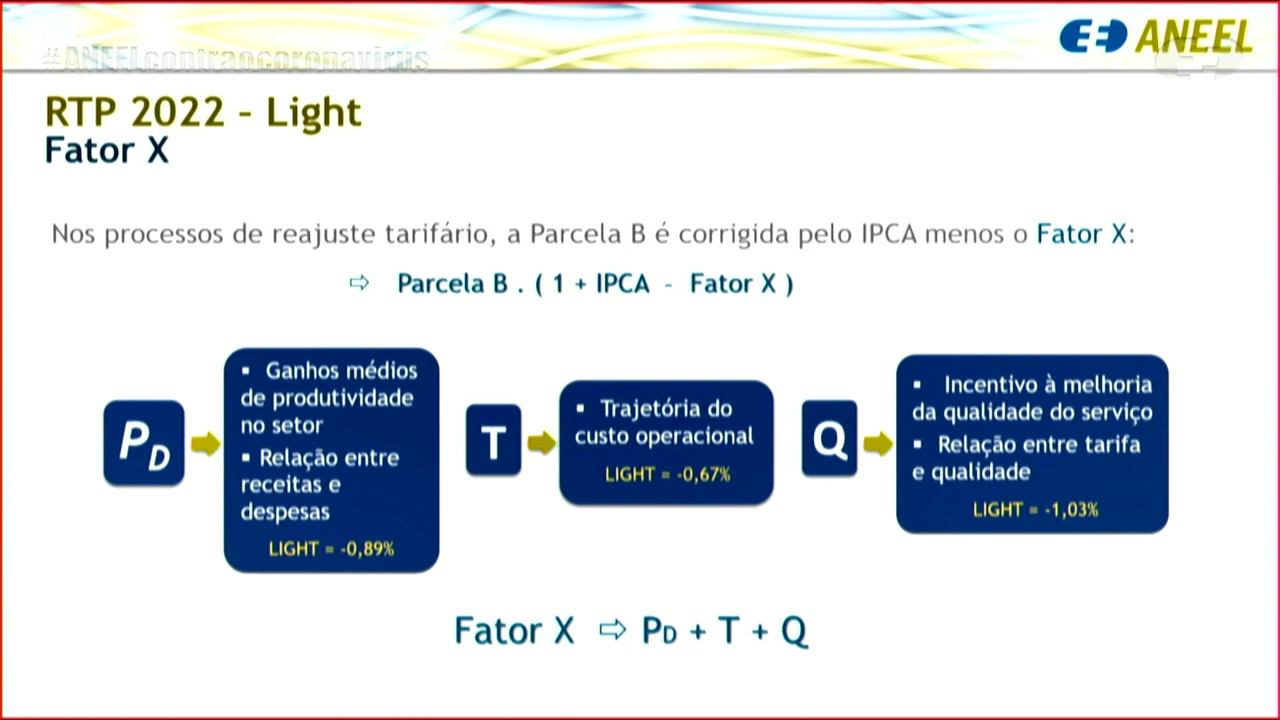 #ANEELcontraocoronavirus
ANEEL
RTP 2022 - Light
Fator X
Nos processos de reajuste tarifário, a Parcela B é corrigida pelo IPCA menos o Fator X:
⇨ Parcela B . ( 1 + IPCA - Fator X )
PD
▪ Ganhos médios
de produtividade
no setor
▪ Relação entre
receitas e
despesas
LIGHT = -0,89%
T
▪ Trajetória do
custo operacional
LIGHT = -0,67%
Q
▪ Incentivo à melhoria
da qualidade do serviço
▪ Relação entre tarifa
e qualidade
LIGHT = -1,03%
Fator X ⇨ PD + T + Q